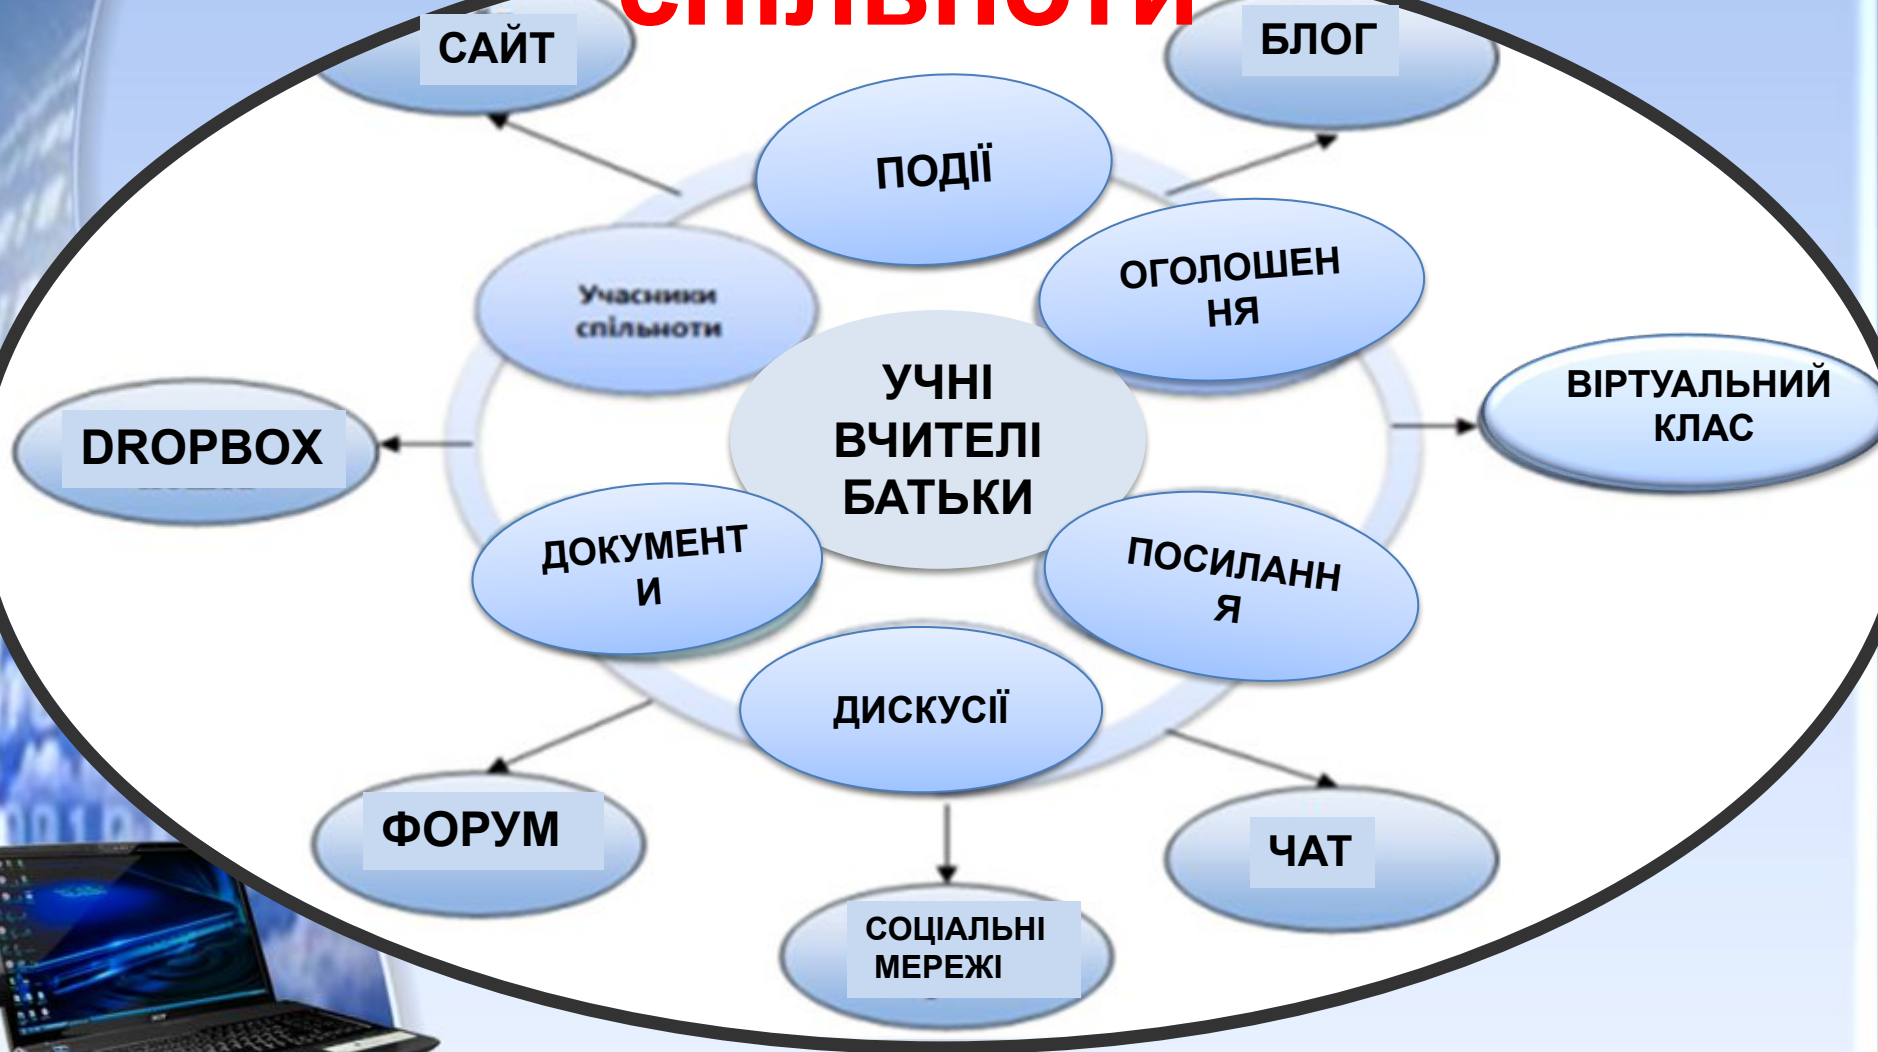 спільноти
САЙТ
БЛОГ
ПОДІЇ
Учасники
спільноти
ОГОЛОШЕН
НЯ
УЧНІ
ВЧИТЕЛІ
БАТЬКИ
ВІРТУАЛЬНИЙ
КЛАС
DROPBOX
ДОКУМЕНТ
И
ПОСИЛАНН
Я
ДИСКУСІЇ
ФОРУМ
ЧАТ
СОЦІАЛЬНІ
МЕРЕЖІ